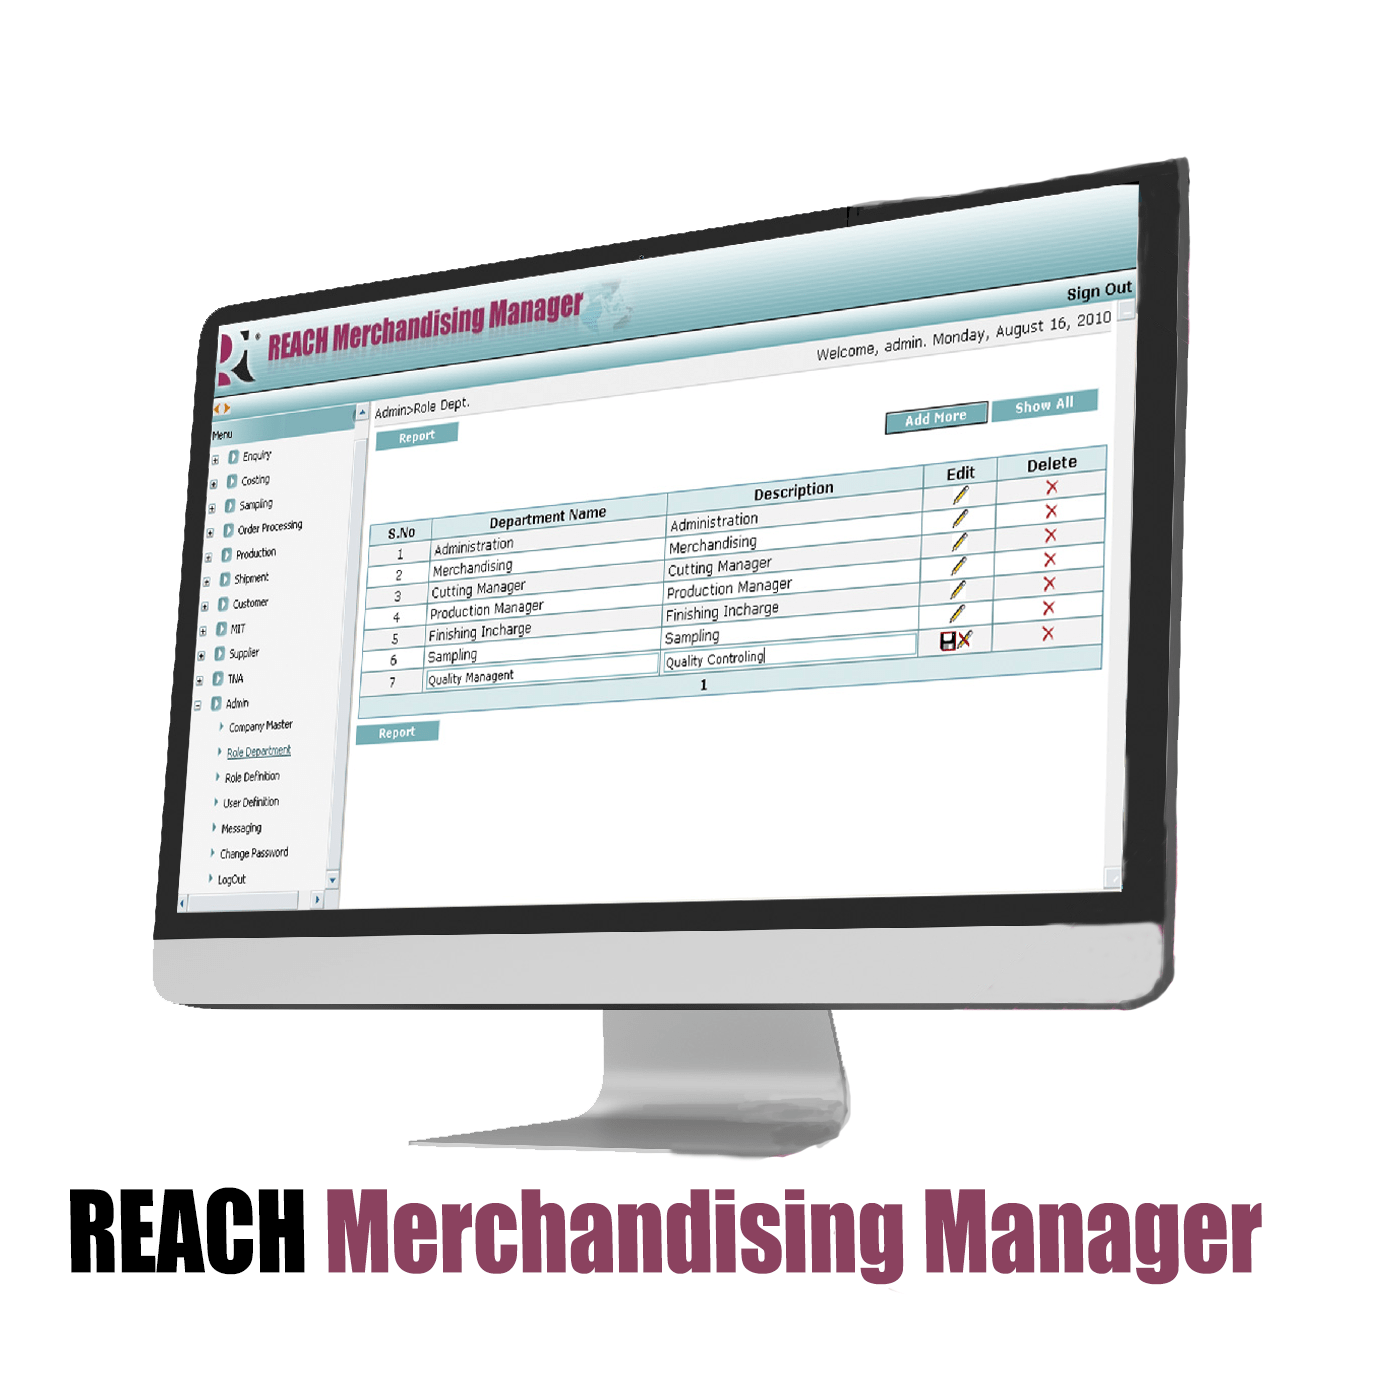 REACH Merchandising Manager
Sign Out
Welcome, admin. Monday, August 16, 2010
Menu
Enquiry
Costing
Sampling
Order Processing
Production
Shipment
Customer
MIT
Supplier
TNA
Admin
Company Master
Role Department
Role Definition
User Definition
Messaging
Change Password
LogOut
Admin>Role Dept.
Report
Add More Show All
S.No Department Name Description Edit Delete
1 Administration Administration
2 Merchandising Merchandising
3 Cutting Manager Cutting Manager
4 Production Manager Production Manager
5 Finishing Incharge Finishing Incharge
6 Sampling Sampling
7 Quality Managent Quality Controling
1
Report
REACH Merchandising Manager